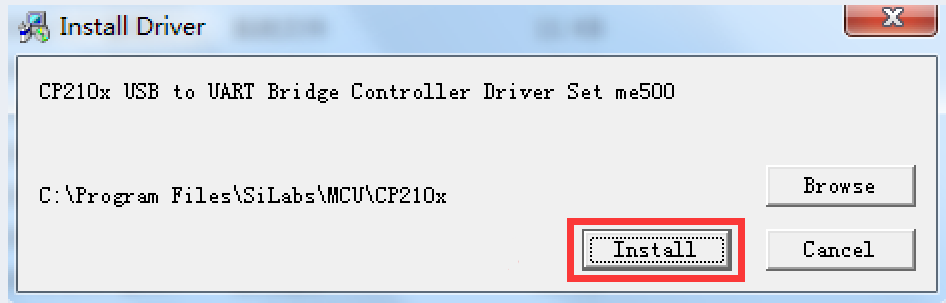 Install Driver
CP210x USB to UART Bridge Controller Driver Set me500
C:\Program Files\SiLabs\MCU\CP210x
Browse
Install
Cancel